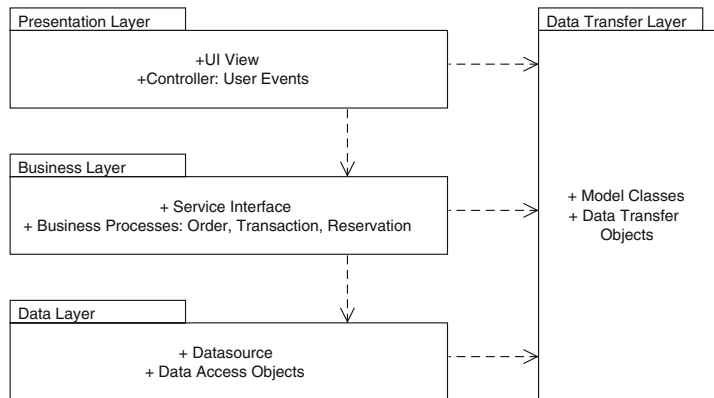 Presentation Layer
+UI View
+Controller: User Events
Business Layer
+ Service Interface
+ Business Processes: Order, Transaction, Reservation
Data Layer
+ Datasource
+ Data Access Objects
Data Transfer Layer
+ Model Classes
+ Data Transfer
Objects